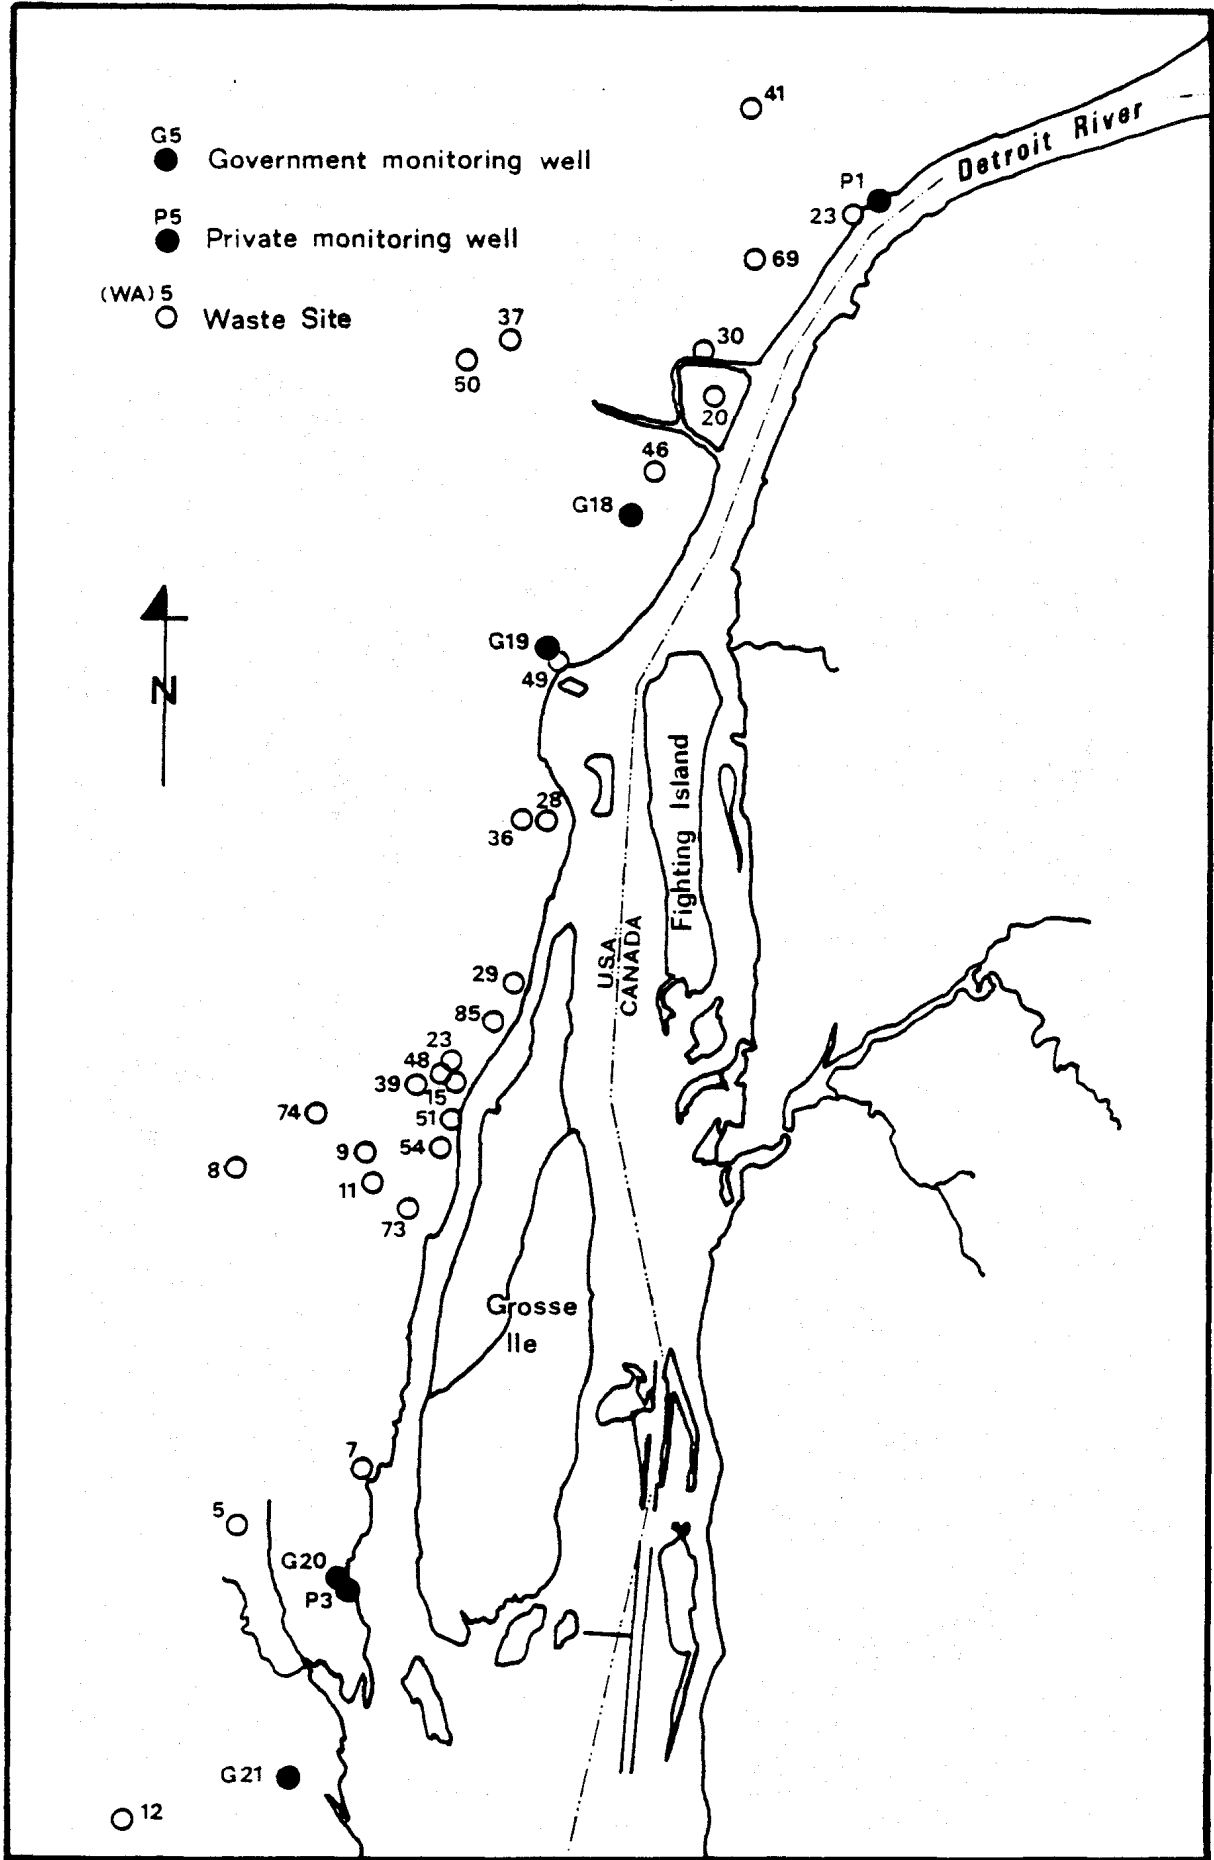 41
G5
Government monitoring well
Detroit River
P1
23
P5
Private monitoring well
69
(WA) 5
Waste Site
37
50
30
20
46
G18
G19
49
N
28
36
Fighting Island
U.S.A
CANADA
29
85
23
48
39
15
74
51
54
9
8
11
73
Grosse
Ile
7
5
G20
P3
G21
12